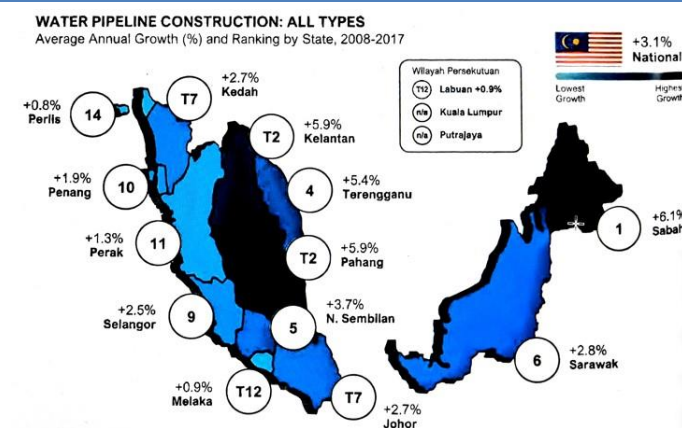 WATER PIPELINE CONSTRUCTION: ALL TYPES
Average Annual Growth (%) and Ranking by State, 2008-2017
+3.1%
National
Lowest
Growth
Highes
Growth
Wilayah Persekutuan
T12 Labuan +0.9%
n/a Kuala Lumpur
n/a Putrajaya
+0.8%
Perlis
14
T7
+2.7%
Kedah
T2
+5.9%
Kelantan
+1.9%
Penang
10
4
+5.4%
Terengganu
+1.3%
Perak
11
T2
+5.9%
Pahang
1
+6.1%
Sabah
+2.5%
Selangor
9
5
+3.7%
N. Sembilan
6
+2.8%
Sarawak
+0.9%
Melaka
T12
T7
+2.7%
Johor